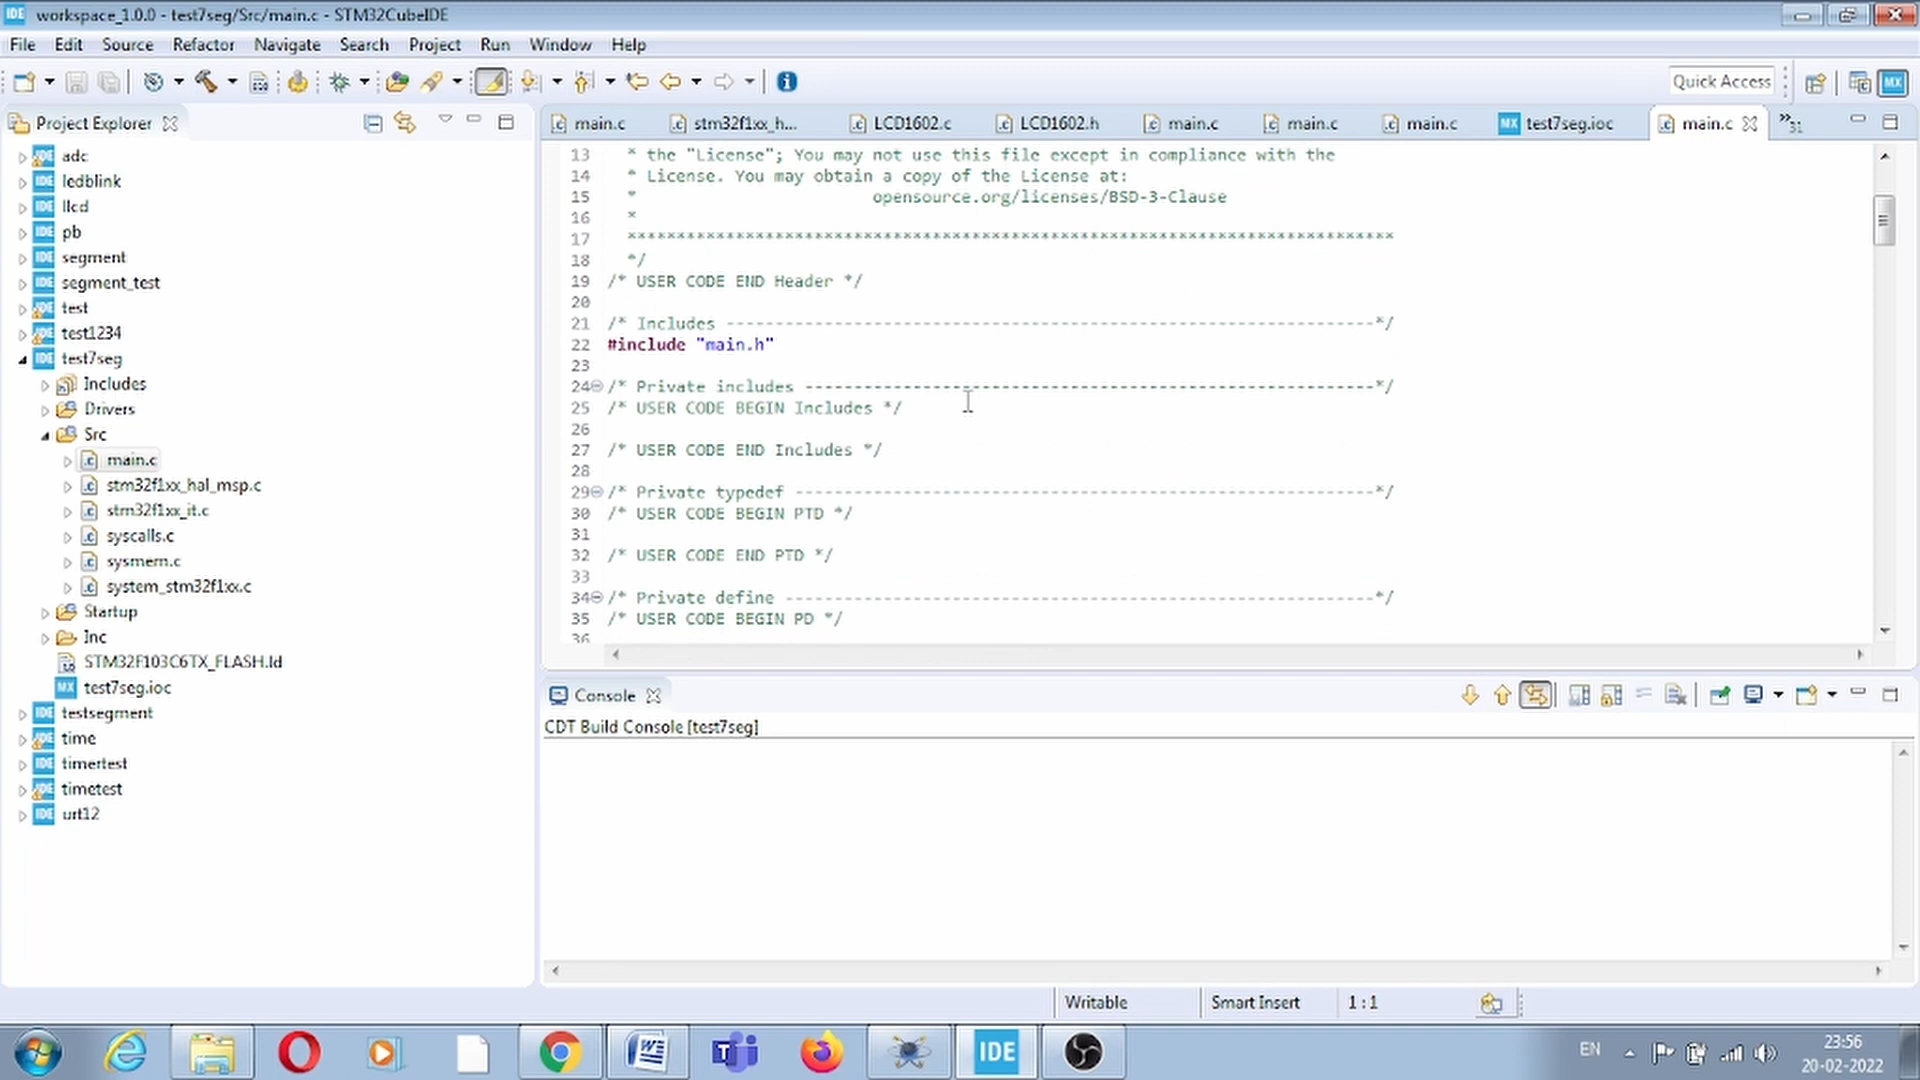 workspace_1.0.0 - test7seg/Src/main.c - STM32CubeIDE
File Edit Source Refactor Navigate Search Project Run Window Help
Quick Access
Project Explorer
adc
ledblink
llcd
pb
segment
segment_test
test
test1234
test7seg
Includes
Drivers
Src
main.c
stm32f1xx_hal_msp.c
stm32f1xx_it.c
syscalls.c
sysmem.c
system_stm32f1xx.c
Startup
Inc
STM32F103C6TX_FLASH.ld
test7seg.ioc
testsegment
time
timertest
timetest
urt12
main.c stm32f1xx_h... LCD1602.c LCD1602.h main.c main.c main.c test7seg.ioc main.c »31
13 * the "License"; You may not use this file except in compliance with the
14 * License. You may obtain a copy of the License at:
15 * opensource.org/licenses/BSD-3-Clause
16 *
17 ******************************************************************************
18 */
19 /* USER CODE END Header */
20
21 /* Includes ------------------------------------------------------------------*/
22 #include "main.h"
23
24 /* Private includes ----------------------------------------------------------*/
25 /* USER CODE BEGIN Includes */
26
27 /* USER CODE END Includes */
28
29 /* Private typedef -----------------------------------------------------------*/
30 /* USER CODE BEGIN PTD */
31
32 /* USER CODE END PTD */
33
34 /* Private define ------------------------------------------------------------*/
35 /* USER CODE BEGIN PD */
36
Console
CDT Build Console [test7seg]
Writable Smart Insert 1 : 1
EN
23:56
20-02-2022